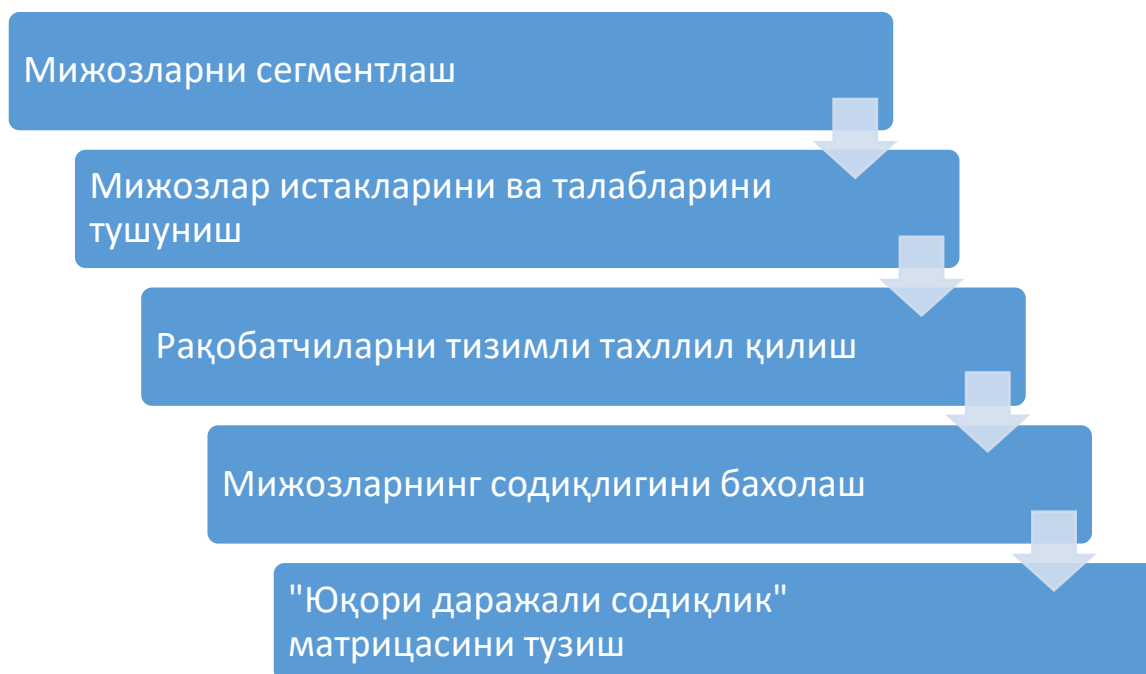 Мижозларни сегментлаш
Мижозлар истакларини ва талабларини
тушуниш
Рақобатчиларни тизимли тахллил қилиш
Мижозларнинг содиқлигини бахолаш
"Юқори даражали содиқлик"
матрицасини тузиш